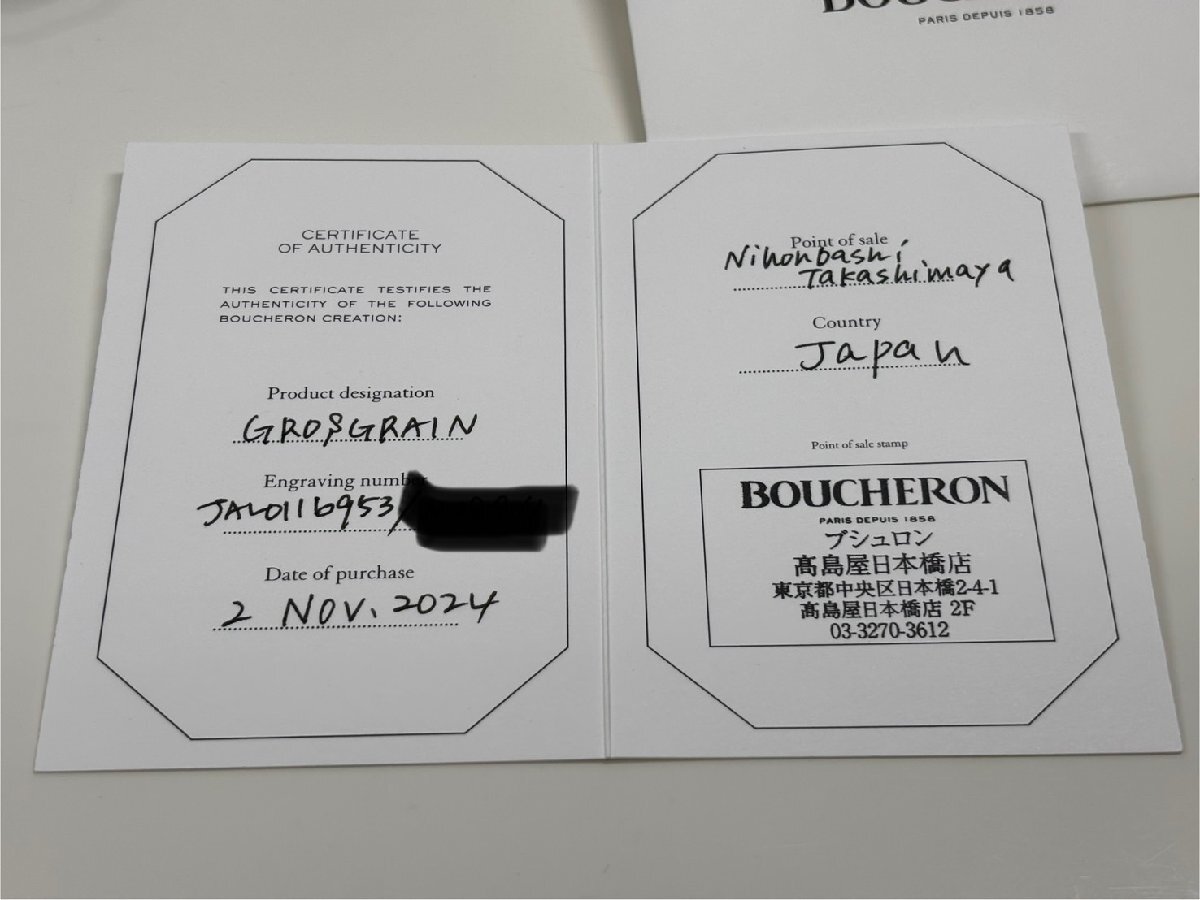 PARIS DEPUIS 1858
CERTIFICATE
OF AUTHENTICITY
THIS CERTIFICATE TESTIFIES THE
AUTHENTICITY OF THE FOLLOWING
BOUCHERON CREATION:
Product designation
GROSGRAIN
Engraving number
JAL0116953/
Date of purchase
2 NOV. 2024
Point of sale
Nihonbashi
Takashimaya
Country
Japan
Point of sale stamp
BOUCHERON
PARIS DEPUIS 1858
ブシュロン
髙島屋日本橋店
東京都中央区日本橋2-4-1
髙島屋日本橋店 2F
03-3270-3612